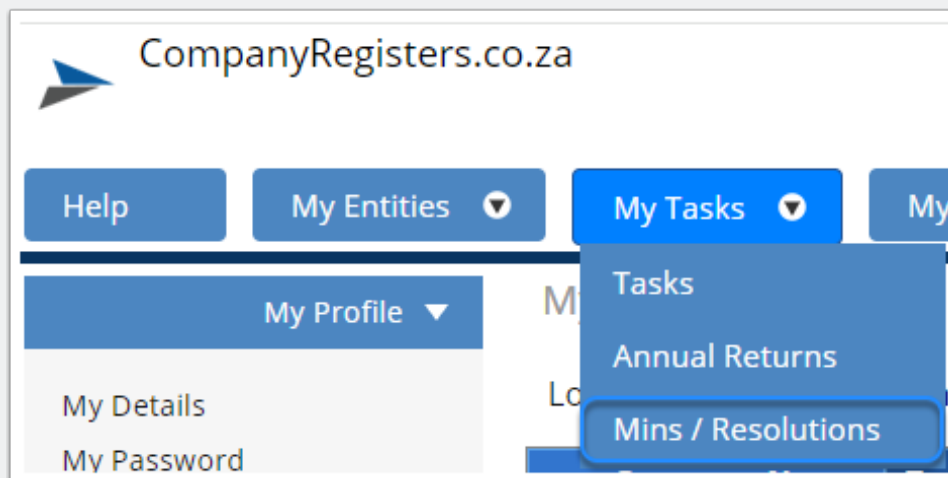 CompanyRegisters.co.za
Help
My Entities
My Tasks
My
Tasks
Annual Returns
Mins / Resolutions
My Profile
My Details
My Password